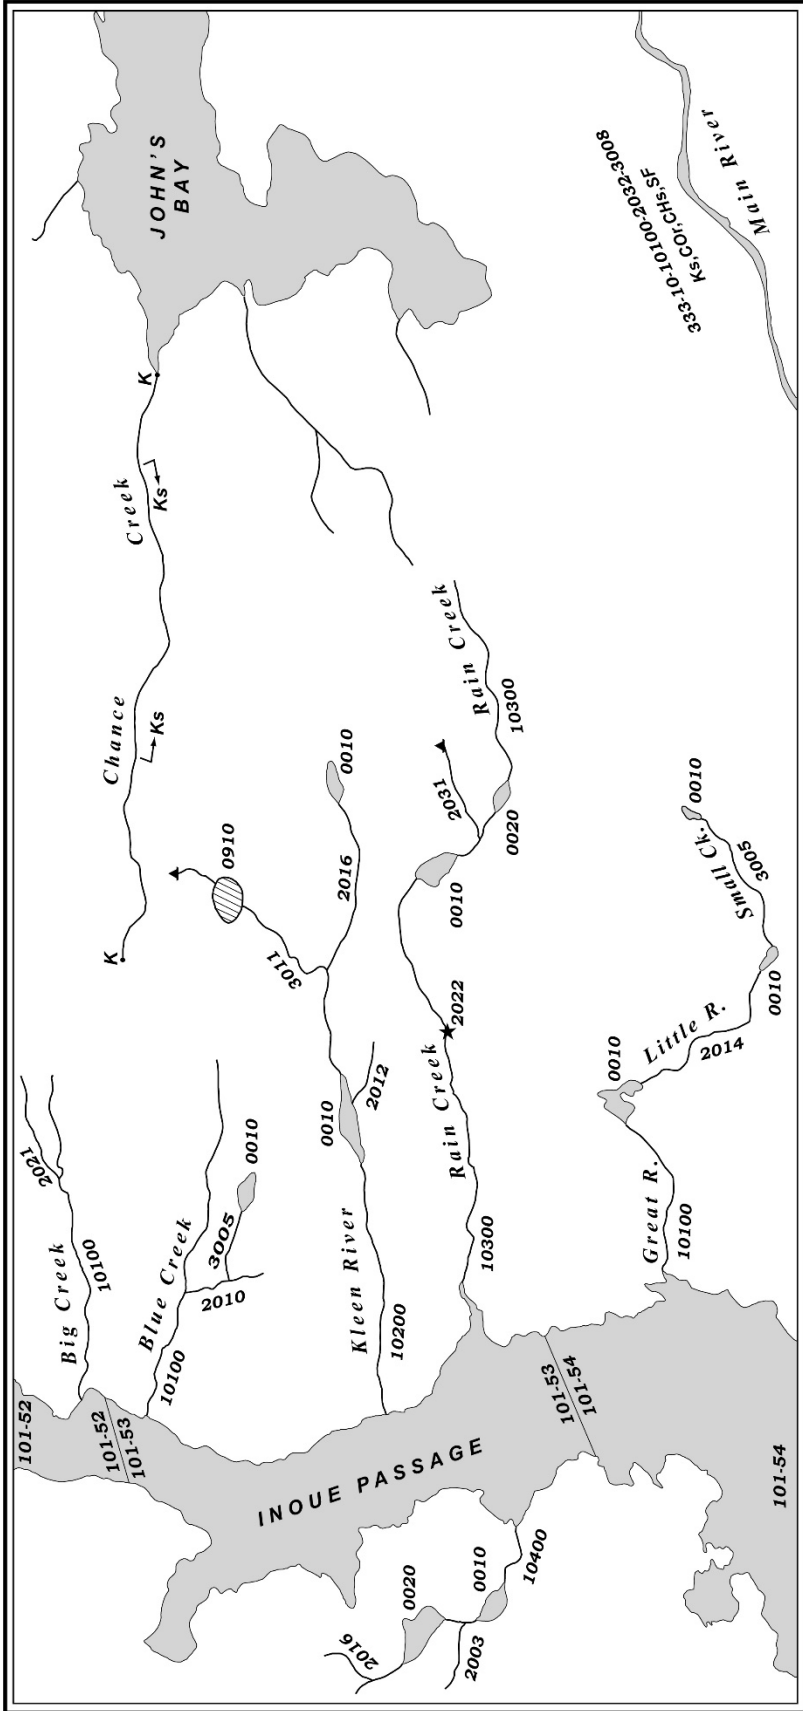 JOHN'S
BAY
333-10-10100-2032-3008
Ks,COr,CHs,SF
Main River
K
Creek
Ks
Chance
Ks
K
Rain Creek
10300
2031
0020
0010
0010
2016
0910
3011
0010
2012
2022
Rain Creek
10300
0010
Small Ck.
3005
0010
Little R.
2014
0010
Great R.
10100
2021
10100
Big Creek
Blue Creek
10100
2010
3005
0010
Kleen River
10200
101-52
101-52
101-53
101-53
101-54
101-54
INOUE PASSAGE
0020
0010
10400
2003
2016